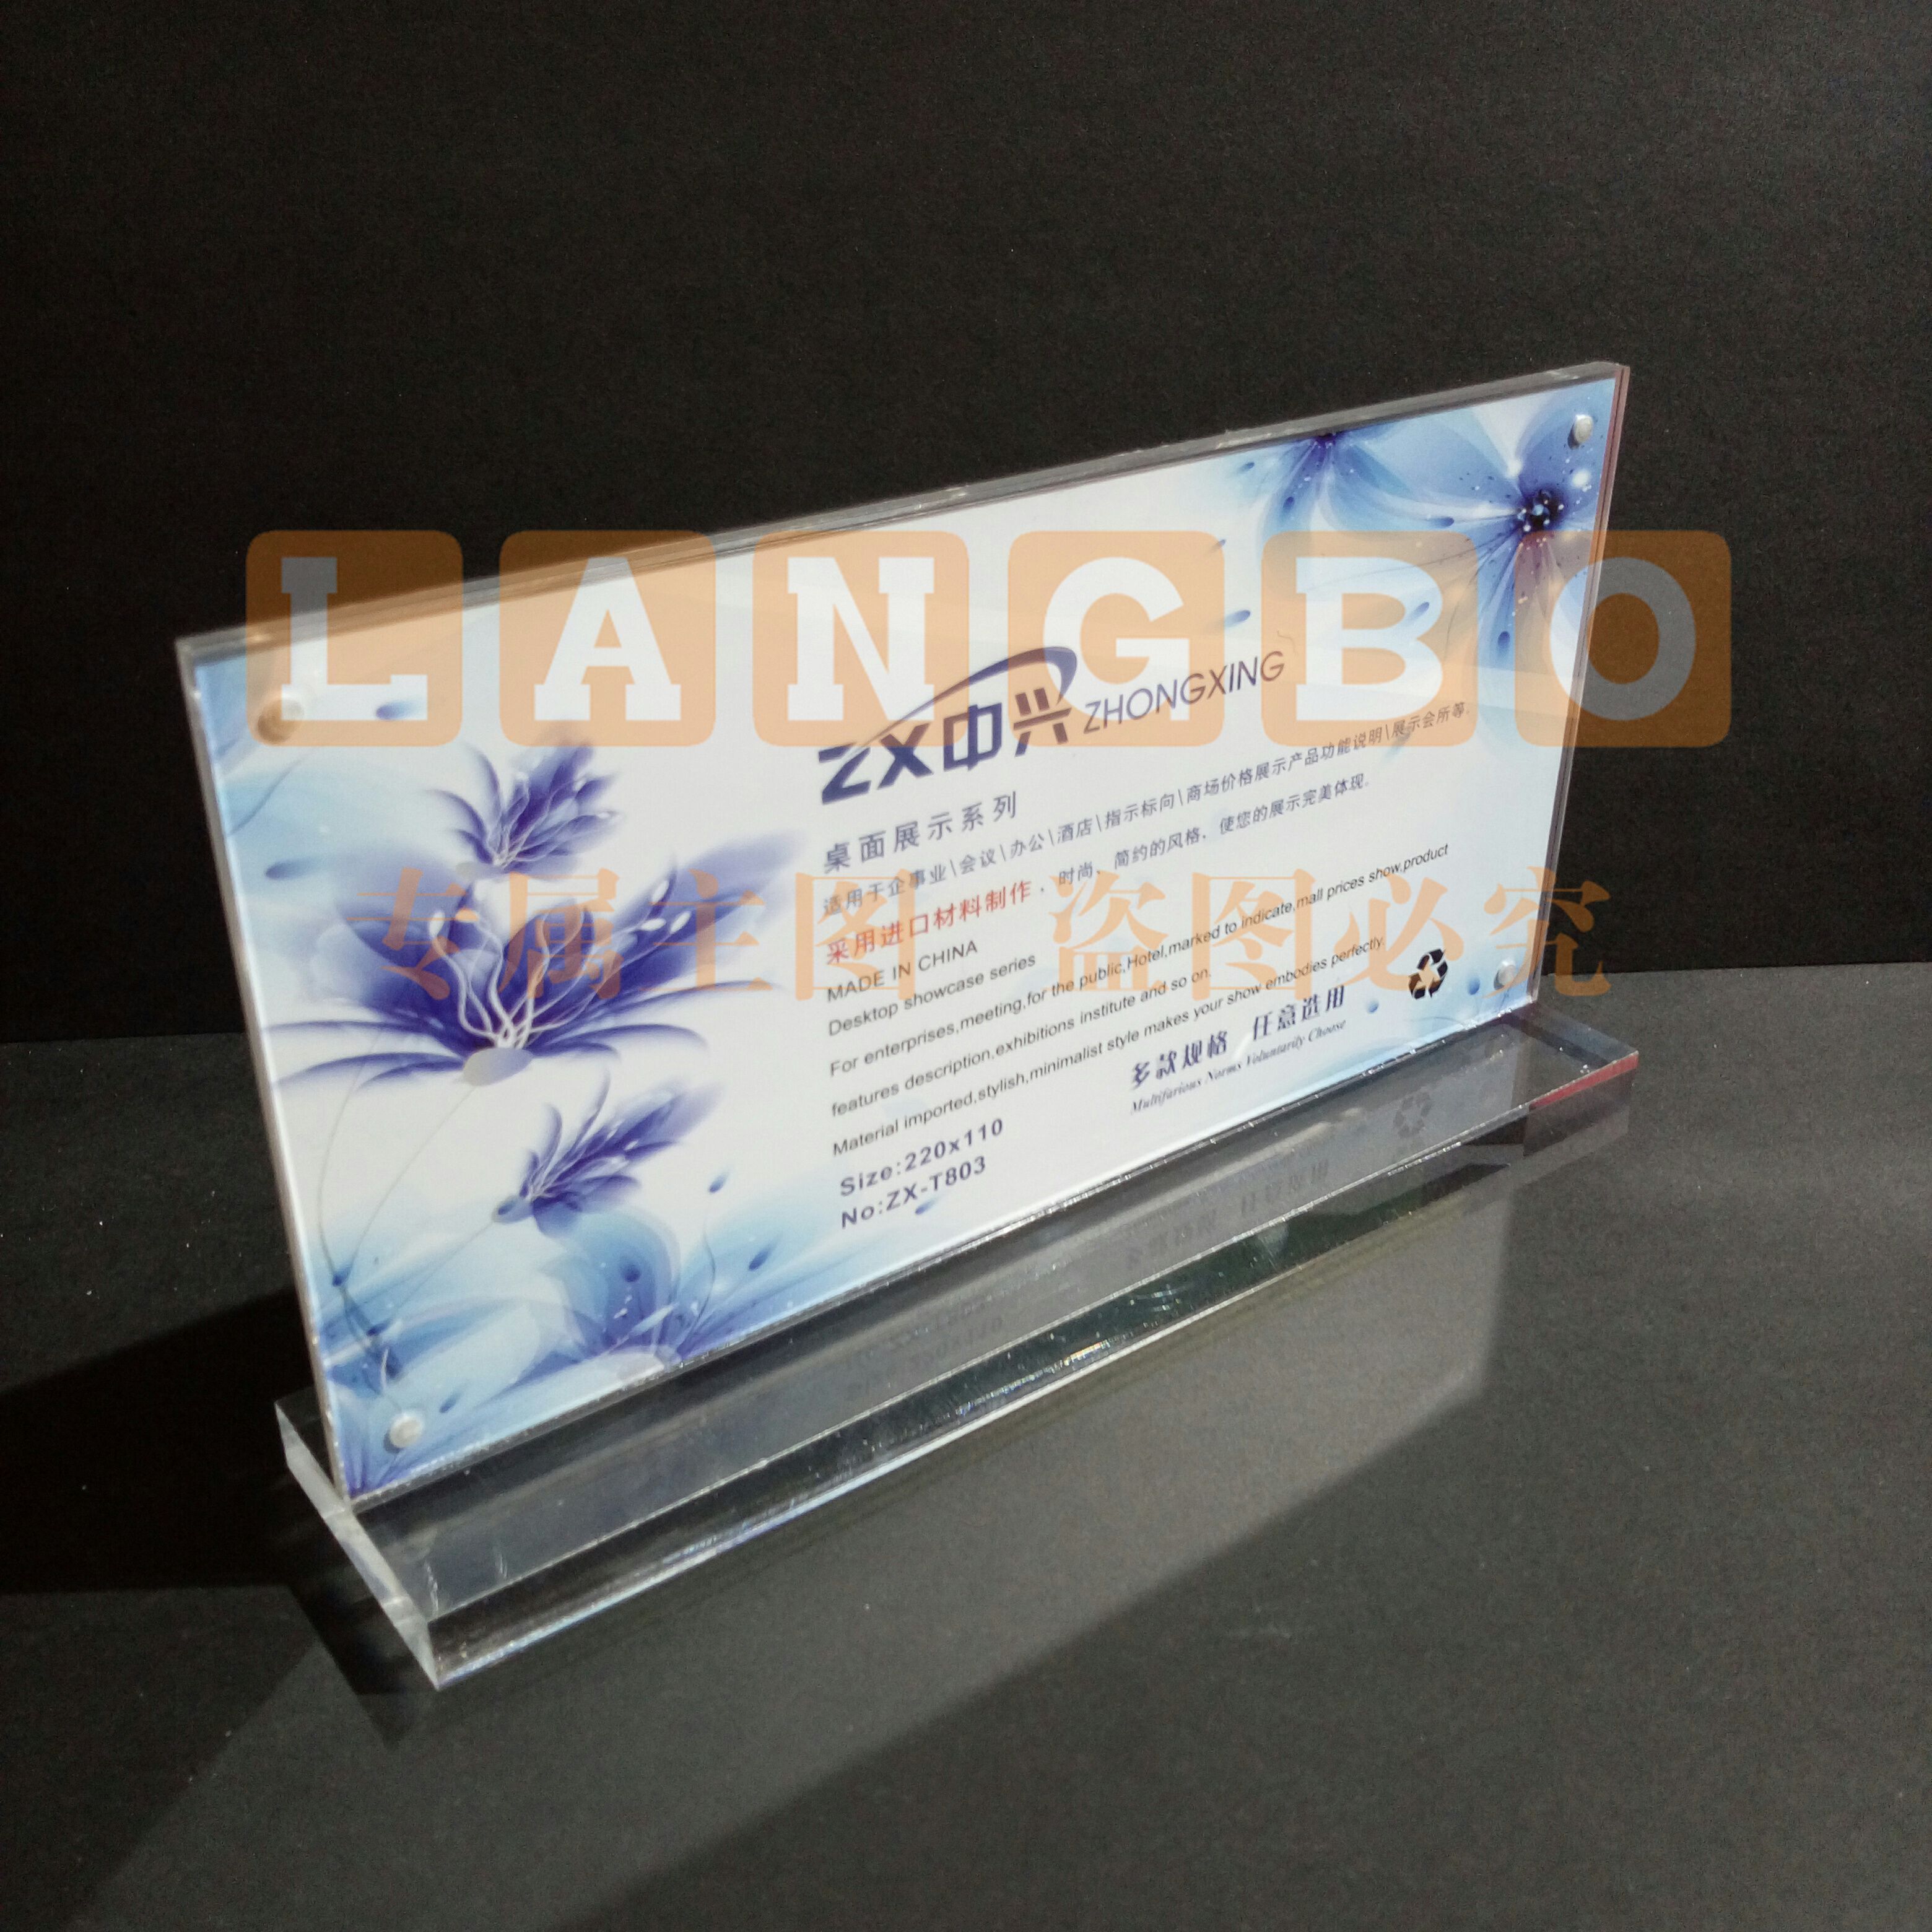 LANGBO
ZX中兴 ZHONGXING
桌面展示系列
适用于企事业\会议\办公\酒店\指示标向\商场价格展示产品功能说明\展示会所等.
采用进口材料制作，时尚、简约的风格，使您的展示完美体现.
专属主图 盗图必究
MADE IN CHINA
Desktop showcase series
For enterprises,meeting,for the public,Hotel,marked to indicate,mall prices show,product
features description,exhibitions institute and so on.
Material imported,stylish,minimalist style makes your show embodies perfectly.
Size:220x110
No:ZX-T803
多款规格 任意选用
Multifarious Norms Voluntarily Choose